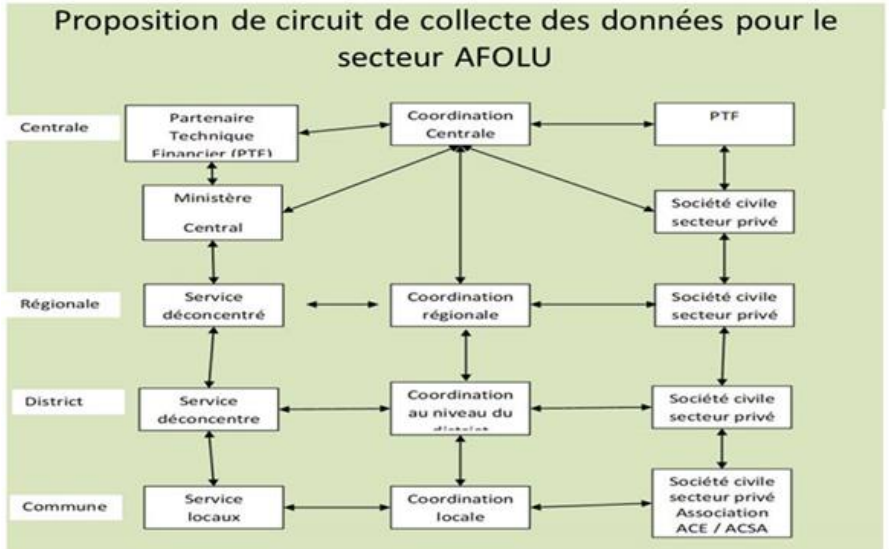 Proposition de circuit de collecte des données pour le
secteur AFOLU
Centrale
Partenaire
Technique
Financier (PTF)
Coordination
Centrale
PTF
Ministère
Central
Société civile
secteur privé
Régionale
Service
déconcentré
Coordination
régionale
Société civile
secteur privé
District
Service
déconcentre
Coordination
au niveau du
district
Société civile
secteur privé
Commune
Service
locaux
Coordination
locale
Société civile
secteur privé
Association
ACE / ACSA